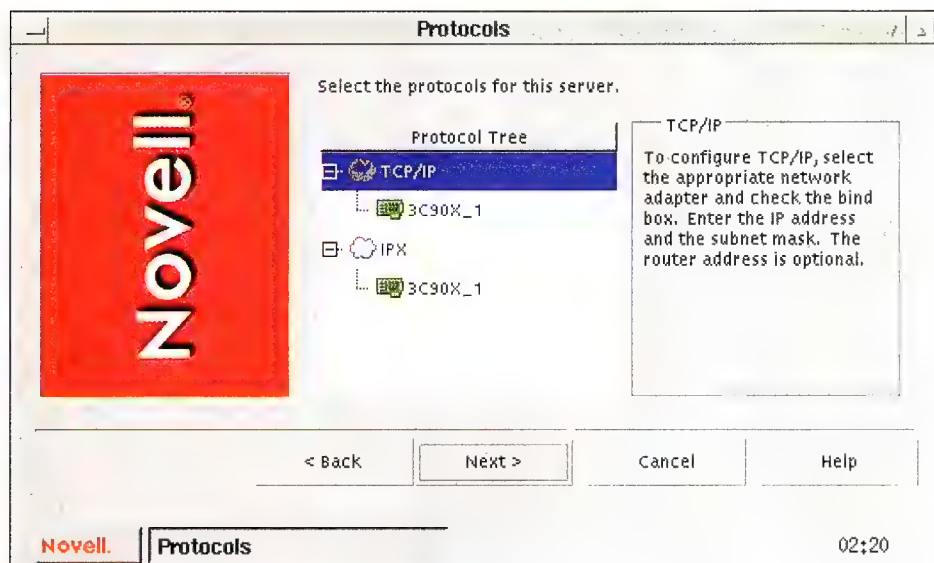 Protocols
Novell®
Select the protocols for this server.
Protocol Tree
TCP/IP
3C90X_1
IPX
3C90X_1
TCP/IP
To configure TCP/IP, select
the appropriate network
adapter and check the bind
box. Enter the IP address
and the subnet mask. The
router address is optional.
< Back
Next >
Cancel
Help
Novell.
Protocols
02:20